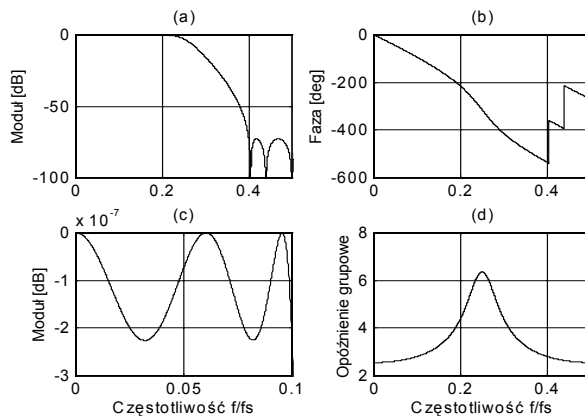 (a)
Moduł [dB]
0
-50
-100
0
0.2
0.4
(b)
Faza [deg]
0
-200
-400
-600
0
0.2
0.4
(c)
x 10⁻⁷
Moduł [dB]
0
-1
-2
-3
0
0.05
0.1
Częstotliwość f/fs
(d)
Opóźnienie grupowe
8
6
4
2
0
0.2
0.4
Częstotliwość f/fs